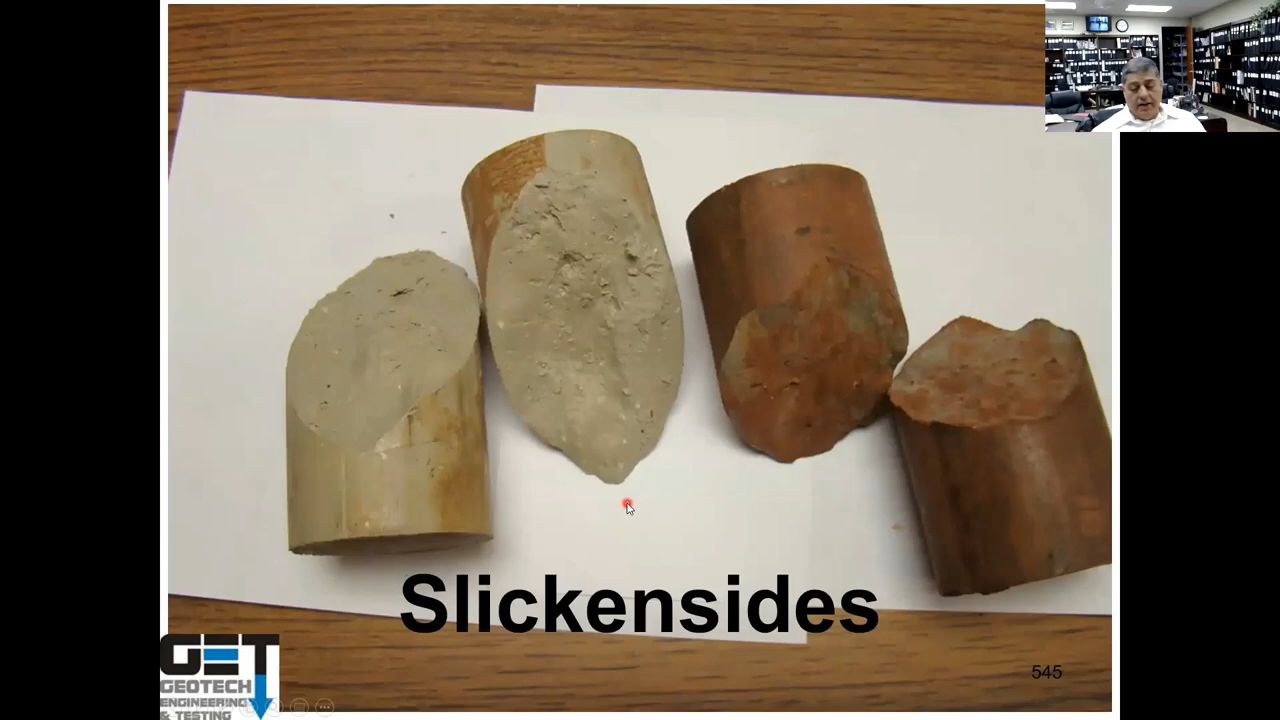 Slickensides
545
GET
GEOTECH
ENGINEERING
& TESTING